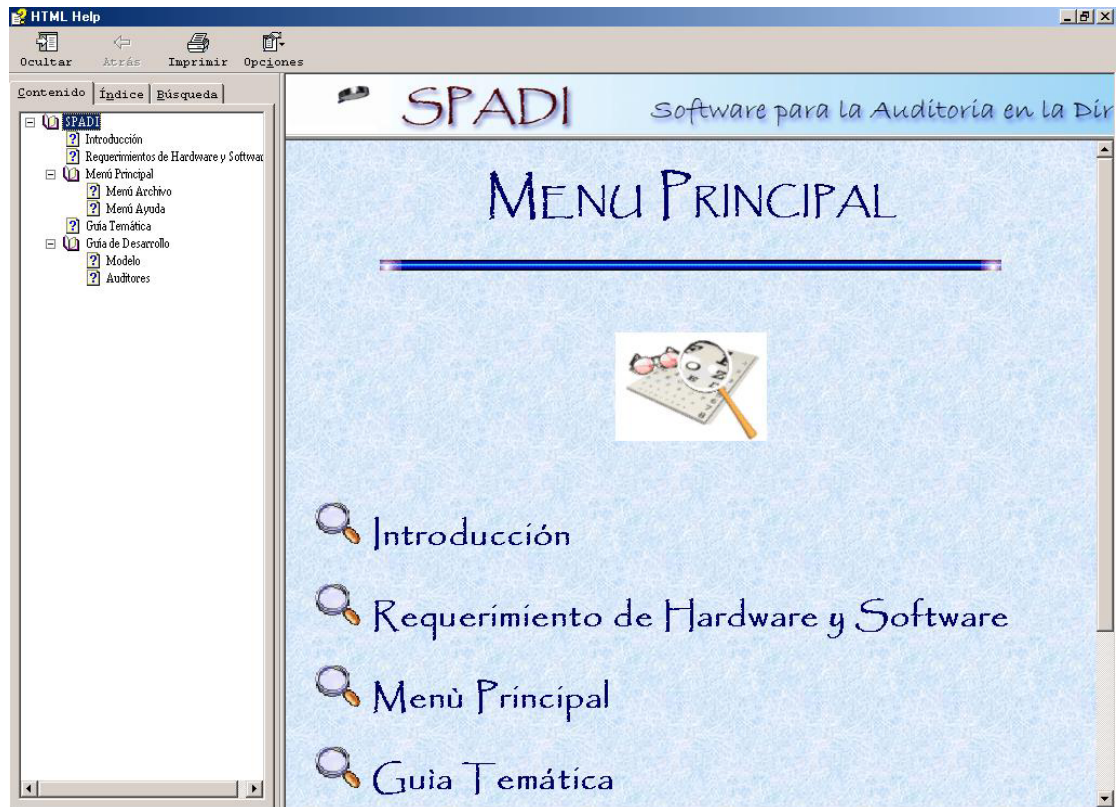 HTML Help
Ocultar Atrás Imprimir Opciones
Contenido Índice Búsqueda
SPADI
Introducción
Requerimientos de Hardware y Softwar
Menú Principal
Menú Archivo
Menú Ayuda
Guía Temática
Guía de Desarrollo
Modelo
Auditores
SPADI Software para la Auditoría en la Dir
MENU PRINCIPAL
Introducción
Requerimiento de Hardware y Software
Menù Principal
Guìa Temática